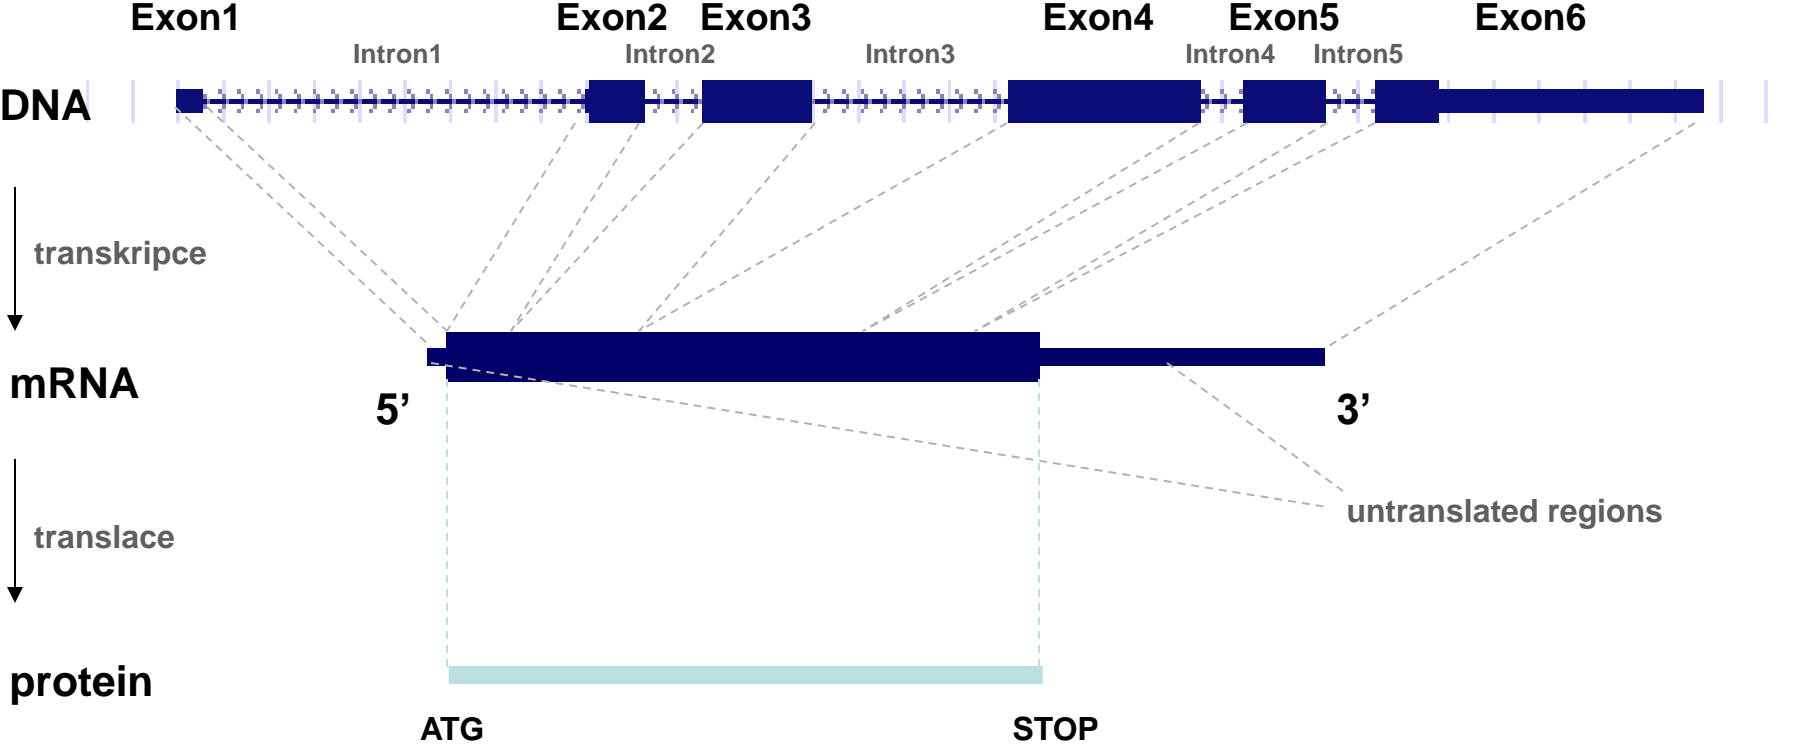 Exon1 Exon2 Exon3 Exon4 Exon5 Exon6
Intron1 Intron2 Intron3 Intron4 Intron5
DNA
transkripce
mRNA
5’ 3’
untranslated regions
translace
protein
ATG STOP